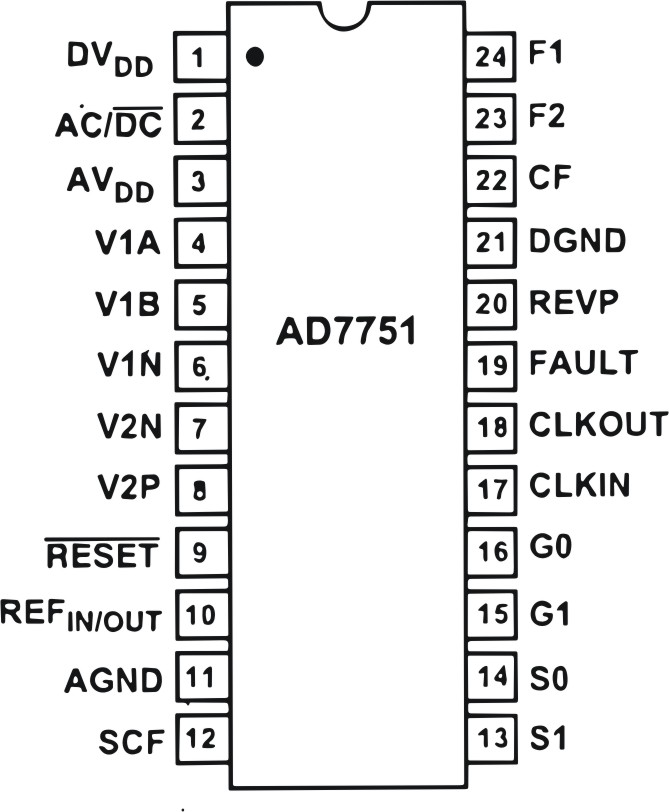 DVDD 1 24 F1
AC/DC 2 23 F2
AVDD 3 22 CF
V1A 4 21 DGND
V1B 5 20 REVP
AD7751
V1N 6 19 FAULT
V2N 7 18 CLKOUT
V2P 8 17 CLKIN
RESET 9 16 G0
REFIN/OUT 10 15 G1
AGND 11 14 S0
SCF 12 13 S1